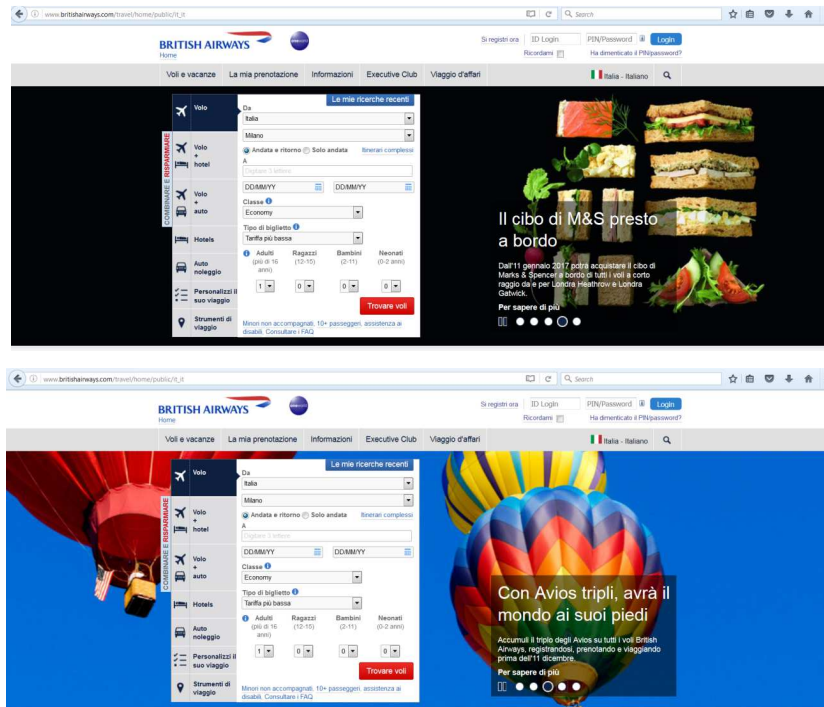 www.britishairways.com/travel/home/public/it_it
Search
BRITISH AIRWAYS
Home
Si registri ora
ID Login
PIN/Password
Login
Ricordami
Ha dimenticato il PIN/password?
Voli e vacanze
La mia prenotazione
Informazioni
Executive Club
Viaggio d'affari
Italia - Italiano
COMBINARE E RISPARMIARE
Volo
Volo
+
hotel
Volo
+
auto
Hotels
Auto
noleggio
Personalizzi il
suo viaggio
Strumenti di
viaggio
Le mie ricerche recenti
Da
Italia
Milano
Andata e ritorno
Solo andata
Itinerari complessi
A
Digitare 3 lettere
DD/MM/YY
DD/MM/YY
Classe
Economy
Tipo di biglietto
Tariffa più bassa
Adulti
(più di 16
anni)
Ragazzi
(12-15)
Bambini
(2-11)
Neonati
(0-2 anni)
1
0
0
0
Trovare voli
Minori non accompagnati, 10+ passeggeri, assistenza ai
disabili. Consultare i FAQ
Il cibo di M&S presto
a bordo
Dall'11 gennaio 2017 potrà acquistare il cibo di
Marks & Spencer a bordo di tutti i voli a corto
raggio da e per Londra Heathrow e Londra
Gatwick.
Per sapere di più
www.britishairways.com/travel/home/public/it_it
Search
BRITISH AIRWAYS
Home
Si registri ora
ID Login
PIN/Password
Login
Ricordami
Ha dimenticato il PIN/password?
Voli e vacanze
La mia prenotazione
Informazioni
Executive Club
Viaggio d'affari
Italia - Italiano
COMBINARE E RISPARMIARE
Volo
Volo
+
hotel
Volo
+
auto
Hotels
Auto
noleggio
Personalizzi il
suo viaggio
Strumenti di
viaggio
Le mie ricerche recenti
Da
Italia
Milano
Andata e ritorno
Solo andata
Itinerari complessi
A
Digitare 3 lettere
DD/MM/YY
DD/MM/YY
Classe
Economy
Tipo di biglietto
Tariffa più bassa
Adulti
(più di 16
anni)
Ragazzi
(12-15)
Bambini
(2-11)
Neonati
(0-2 anni)
1
0
0
0
Trovare voli
Minori non accompagnati, 10+ passeggeri, assistenza ai
disabili. Consultare i FAQ
Con Avios tripli, avrà il
mondo ai suoi piedi
Accumuli il triplo degli Avios su tutti i voli British
Airways, registrandosi, prenotando e viaggiando
prima dell'11 dicembre.
Per sapere di più